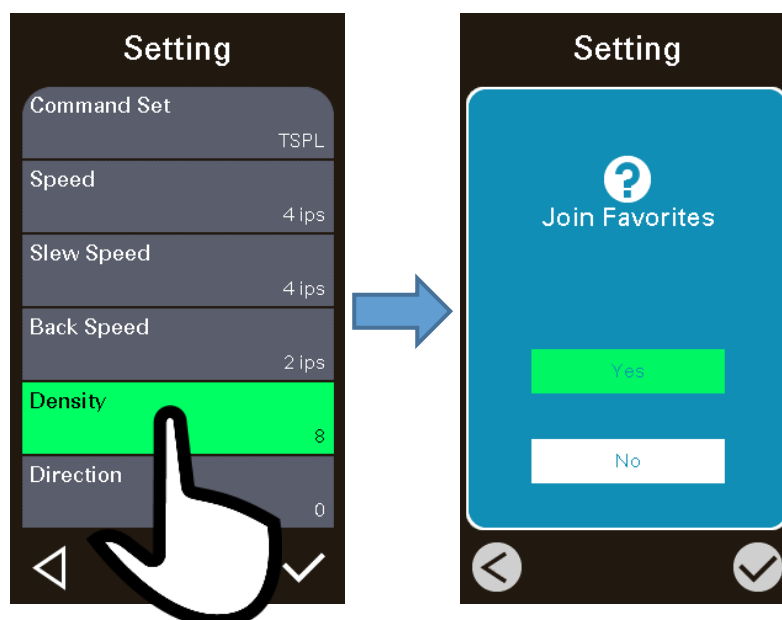 Setting
Command Set
TSPL
Speed
4 ips
Slew Speed
4 ips
Back Speed
2 ips
Density
8
Direction
0
Setting
?
Join Favorites
Yes
No